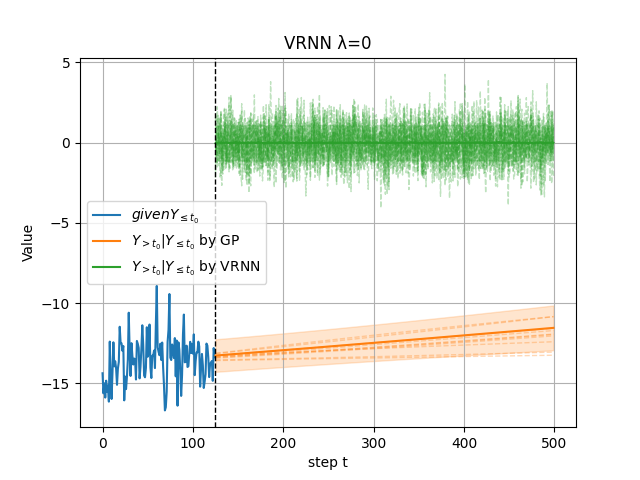 VRNN λ=0
Value
5
0
−5
−10
−15
given Y≤t₀
Y>t₀|Y≤t₀ by GP
Y>t₀|Y≤t₀ by VRNN
0 100 200 300 400 500
step t